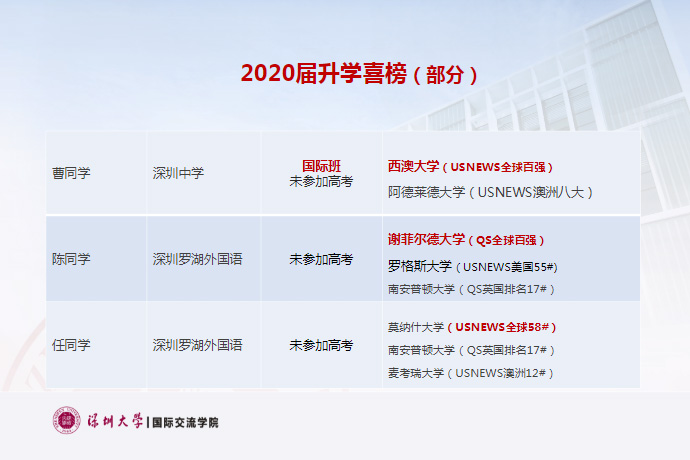 2020届升学喜榜（部分）
曹同学
深圳中学
国际班
未参加高考
西澳大学（USNEWS全球百强）
阿德莱德大学（USNEWS澳洲八大）
陈同学
深圳罗湖外国语
未参加高考
谢菲尔德大学（QS全球百强）
罗格斯大学（USNEWS美国55#)
南安普顿大学（QS英国排名17#）
任同学
深圳罗湖外国语
未参加高考
莫纳什大学（USNEWS全球58#）
南安普顿大学（QS英国排名17#）
麦考瑞大学（USNEWS澳洲12#）
深圳大学|国际交流学院